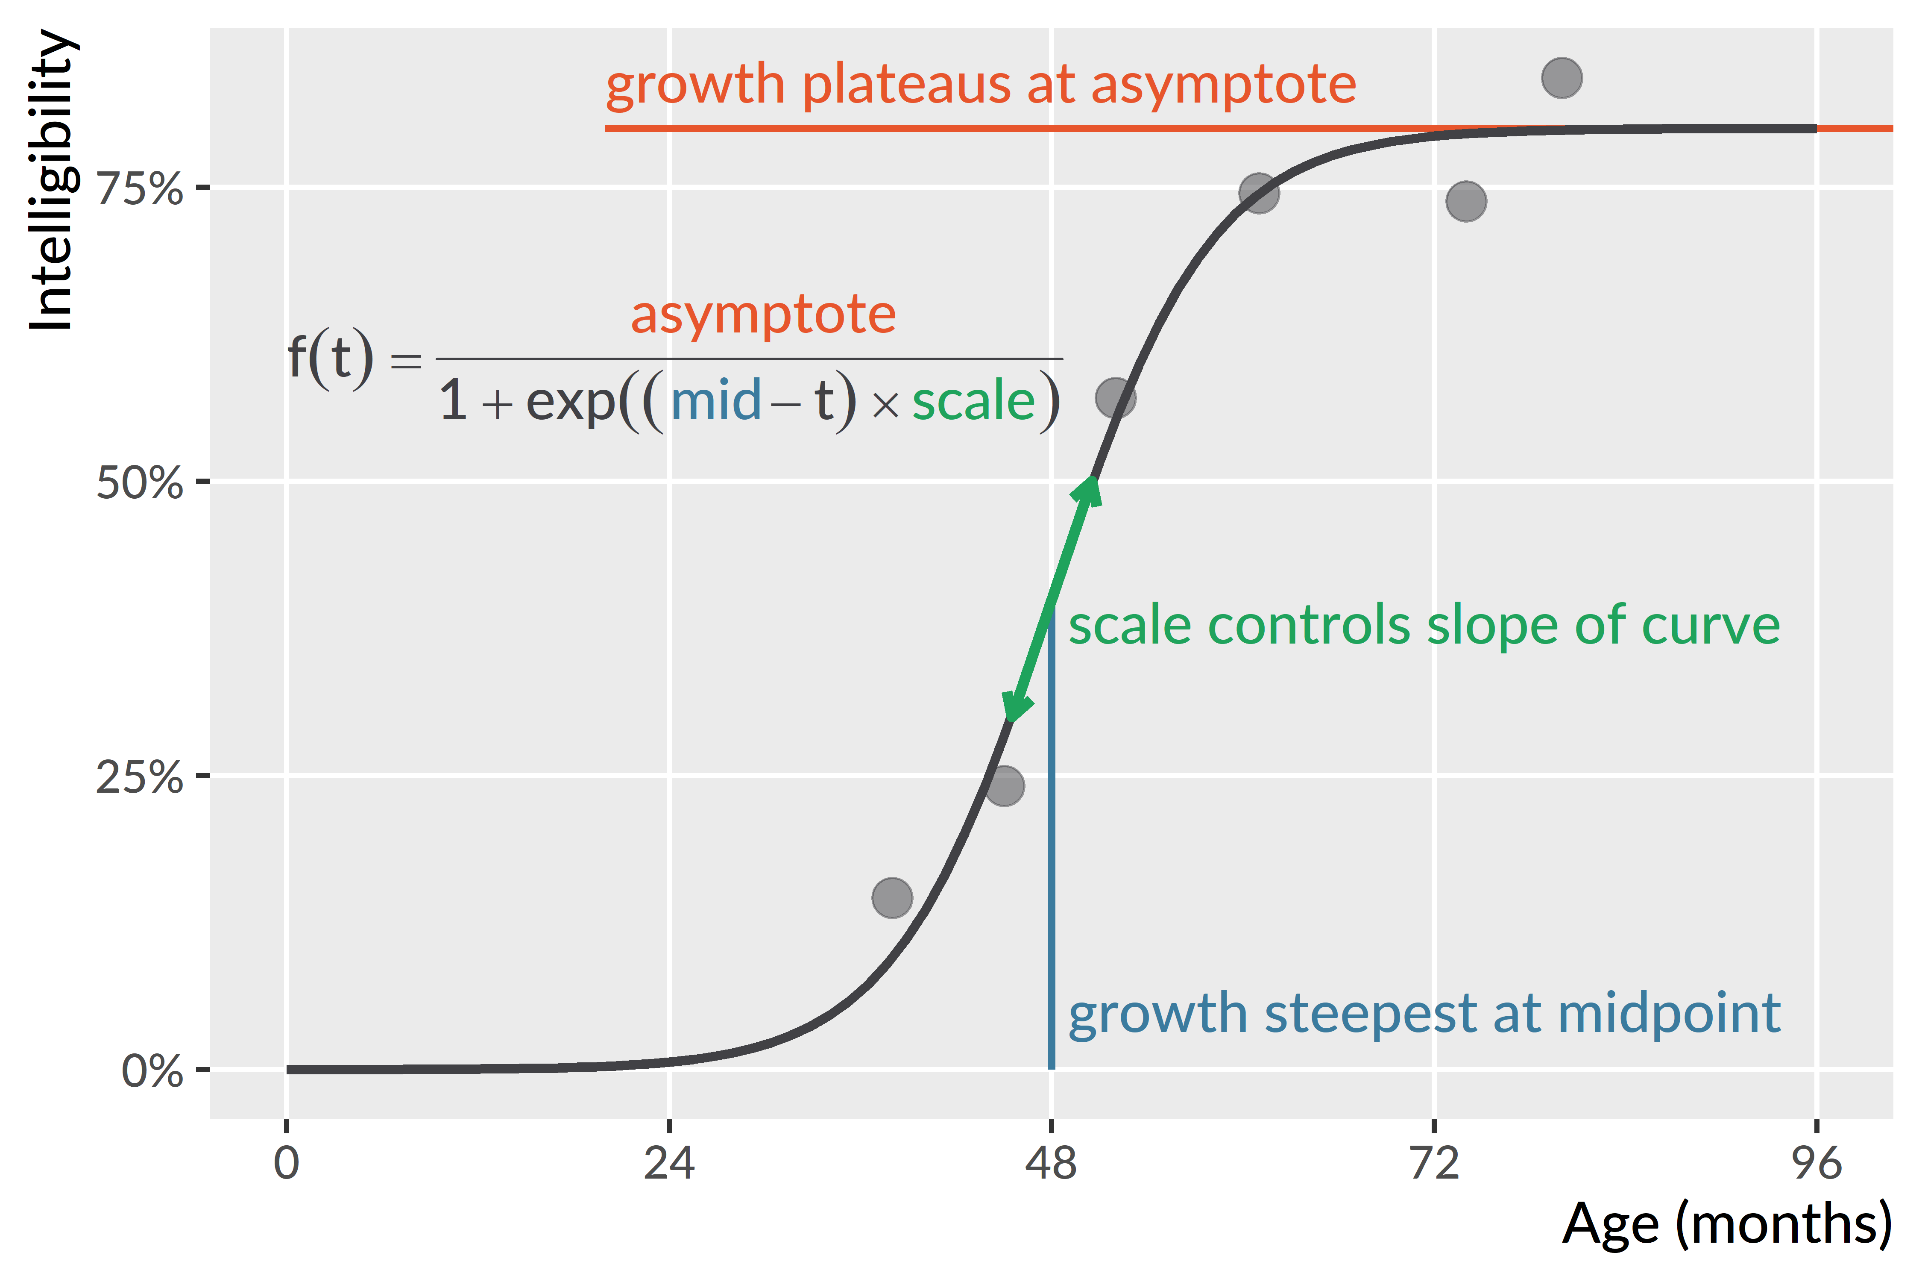 Intelligibility
growth plateaus at asymptote
75%
asymptote
f(t) =
1 + exp((mid − t) × scale)
50%
scale controls slope of curve
25%
growth steepest at midpoint
0%
0 24 48 72 96
Age (months)